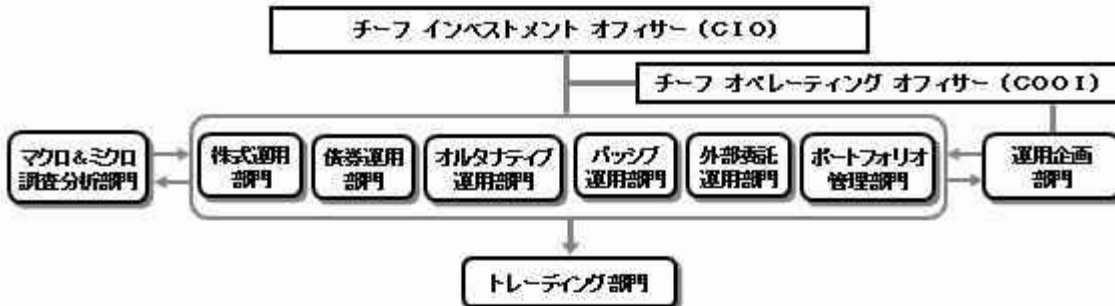 チーフ インベストメント オフィサー (CIO)
チーフ オペレーティング オフィサー (COOI)
マクロ&ミクロ
調査分析部門
株式運用
部門
債券運用
部門
オルタナティブ
運用部門
パッシブ
運用部門
外部委託
運用部門
ポートフォリオ
管理部門
運用企画
部門
トレーディング部門